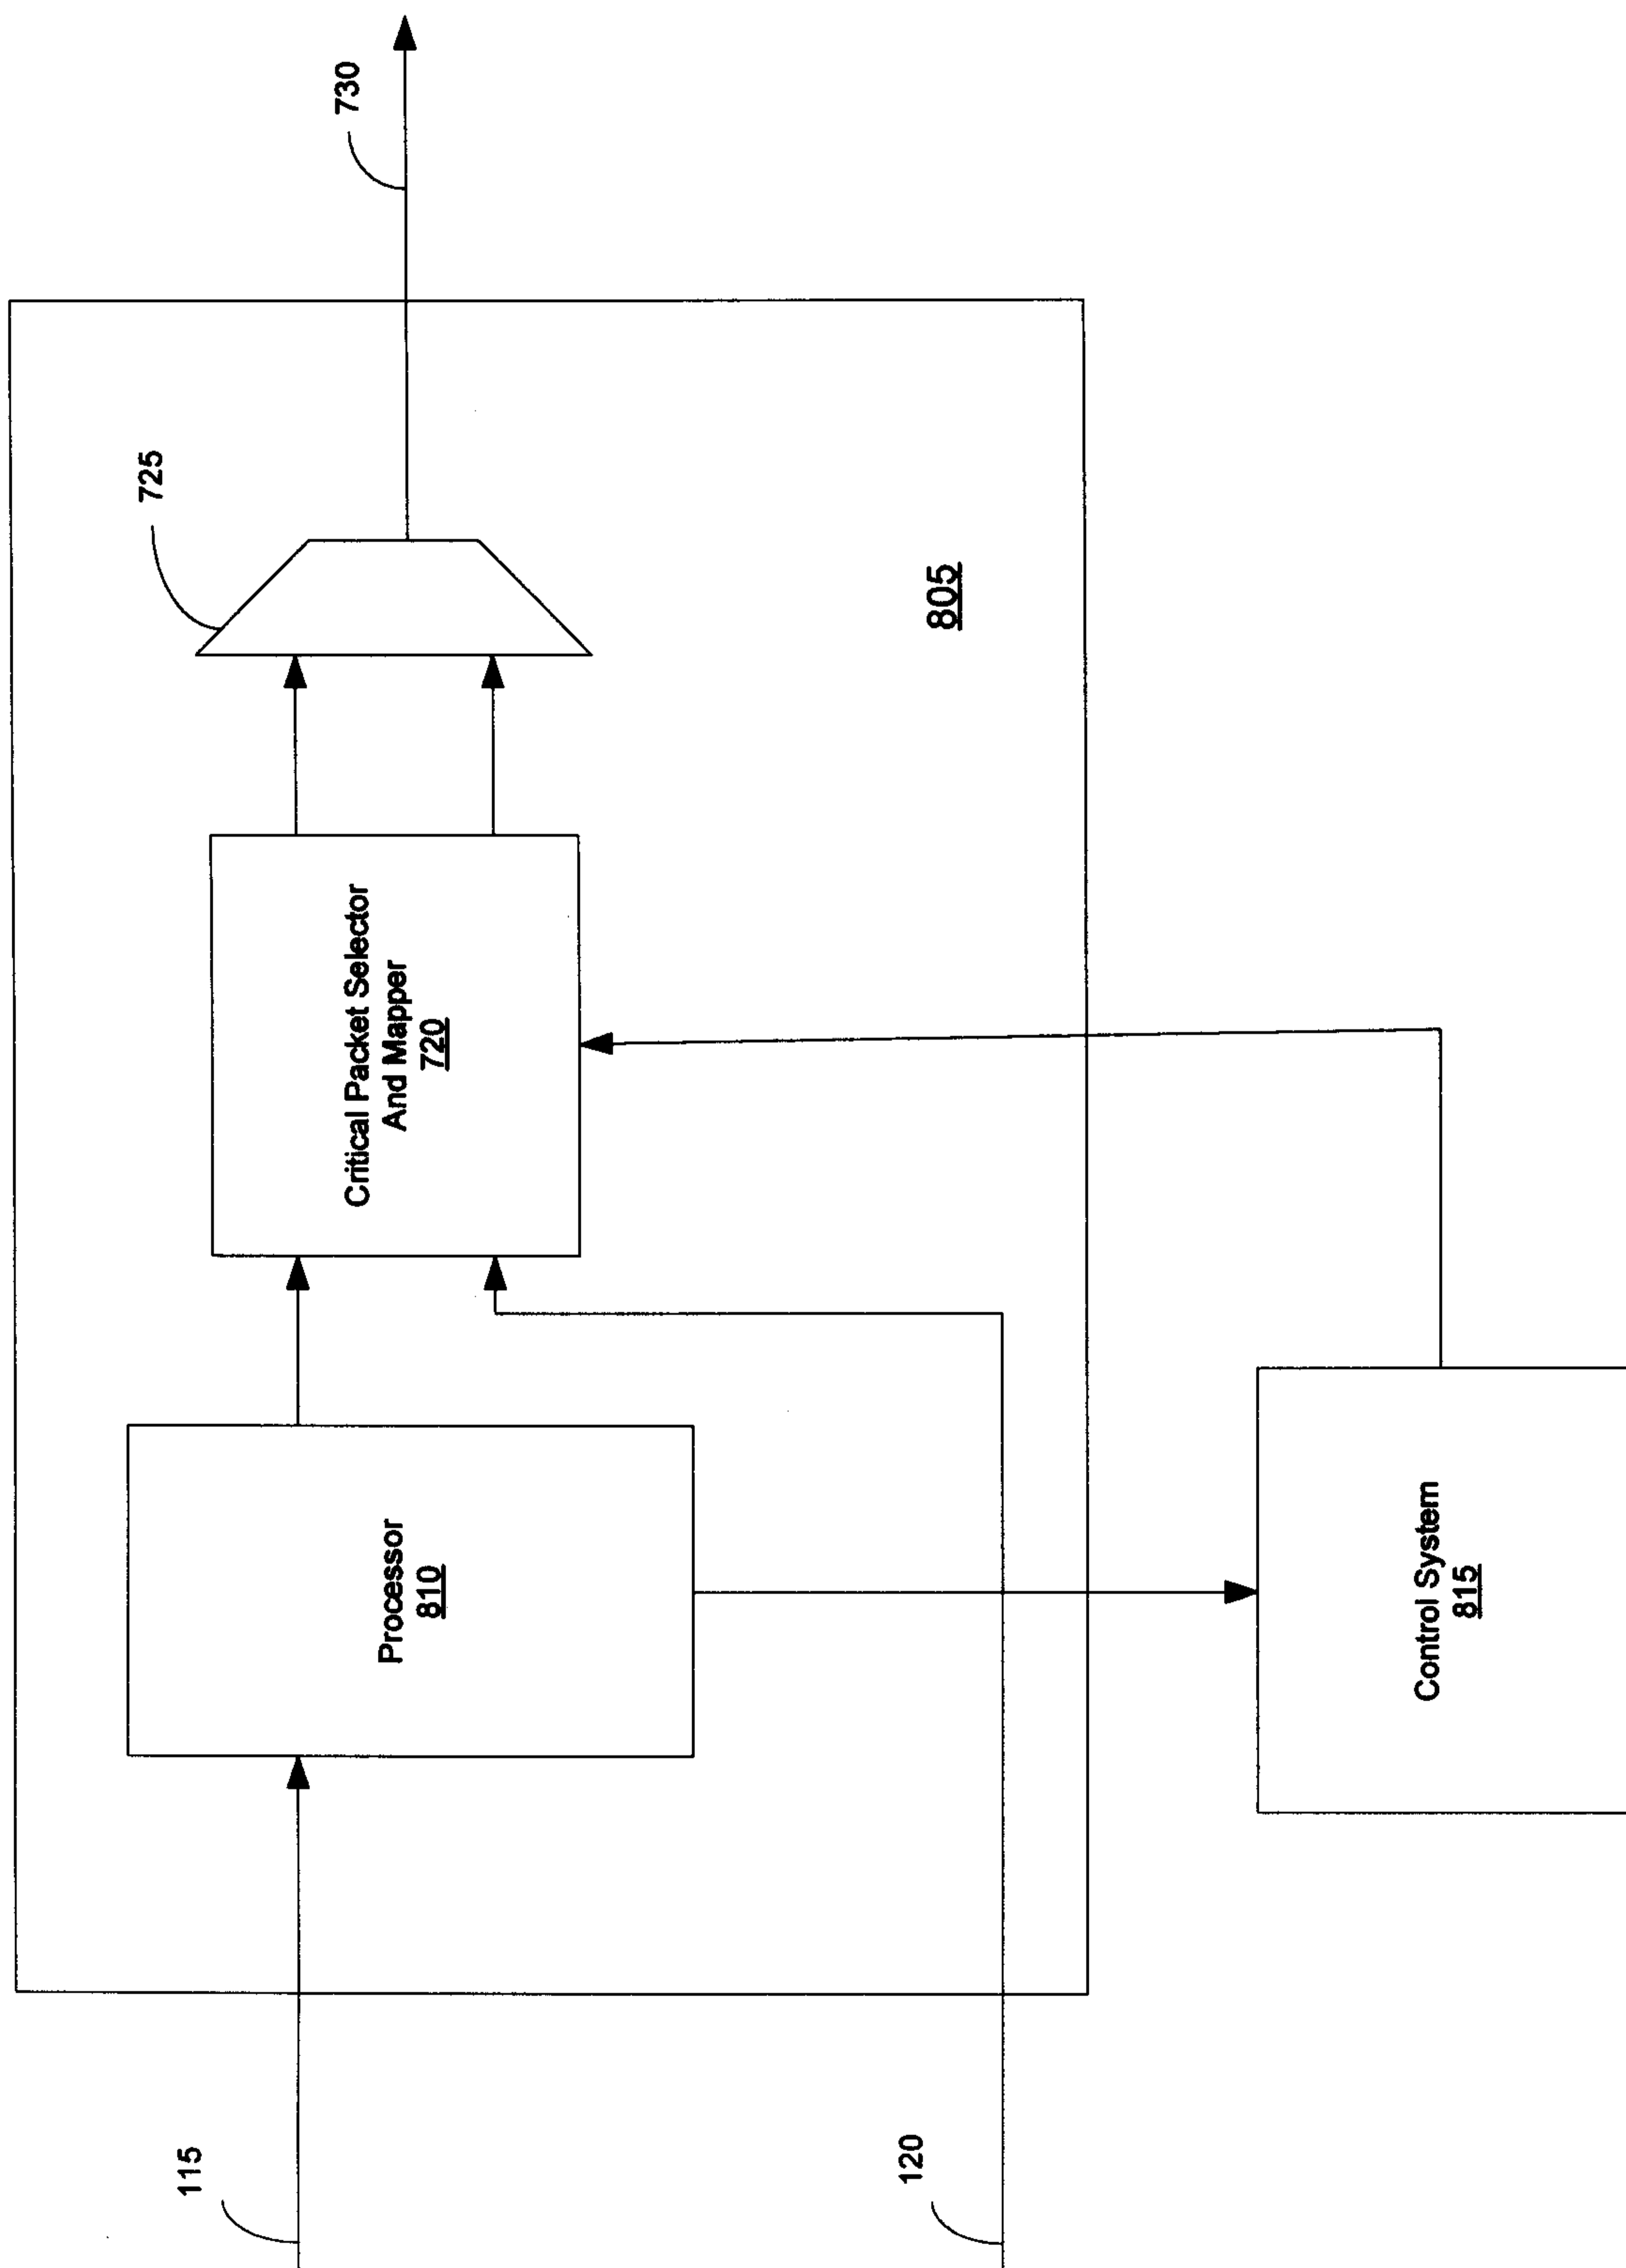 115
120
Processor
810
Control System
815
Critical Packet Selector
And Mapper
720
725
805
730